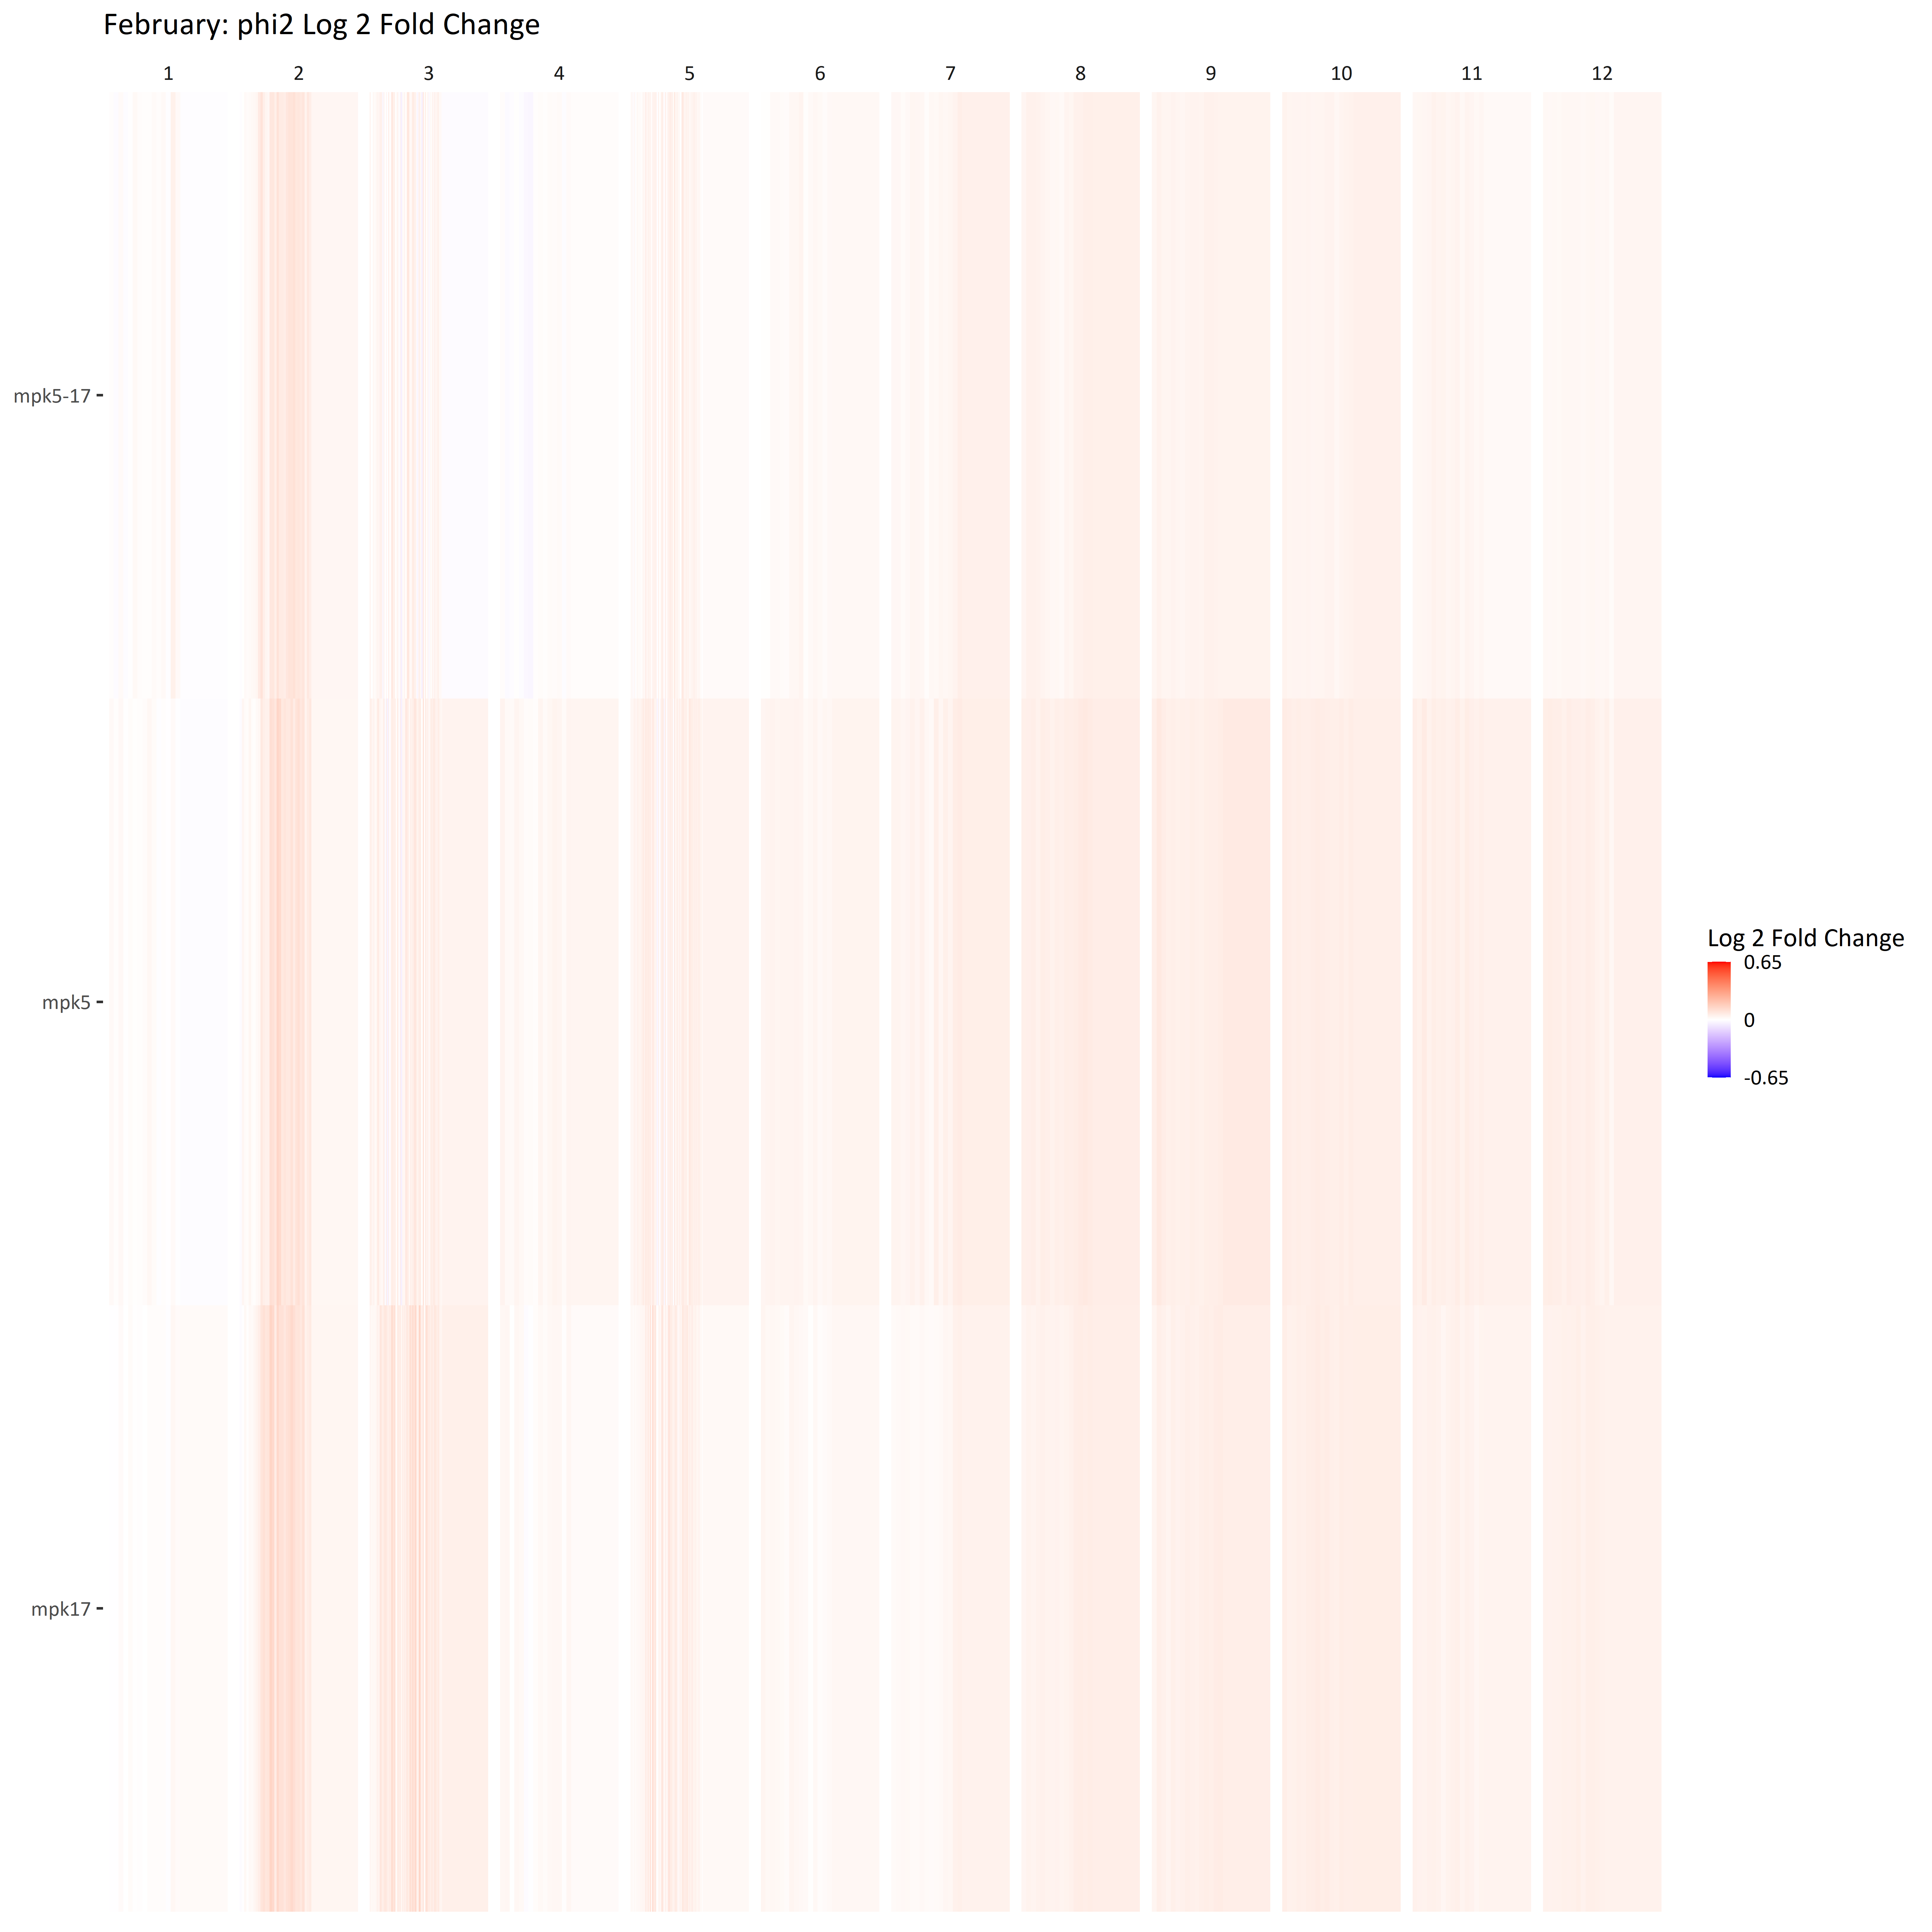 February: phi2 Log 2 Fold Change
1 2 3 4 5 6 7 8 9 10 11 12
mpk5-17
mpk5
mpk17
Log 2 Fold Change
0.65
0
-0.65